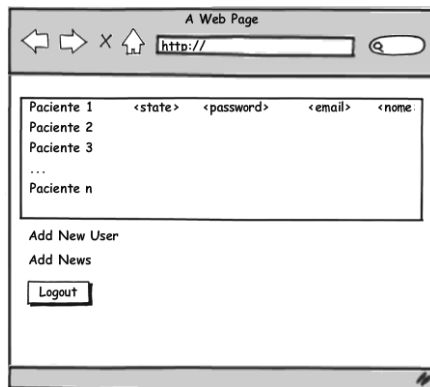 A Web Page
http://
Paciente 1 <state> <password> <email> <nome
Paciente 2
Paciente 3
...
Paciente n
Add New User
Add News
Logout